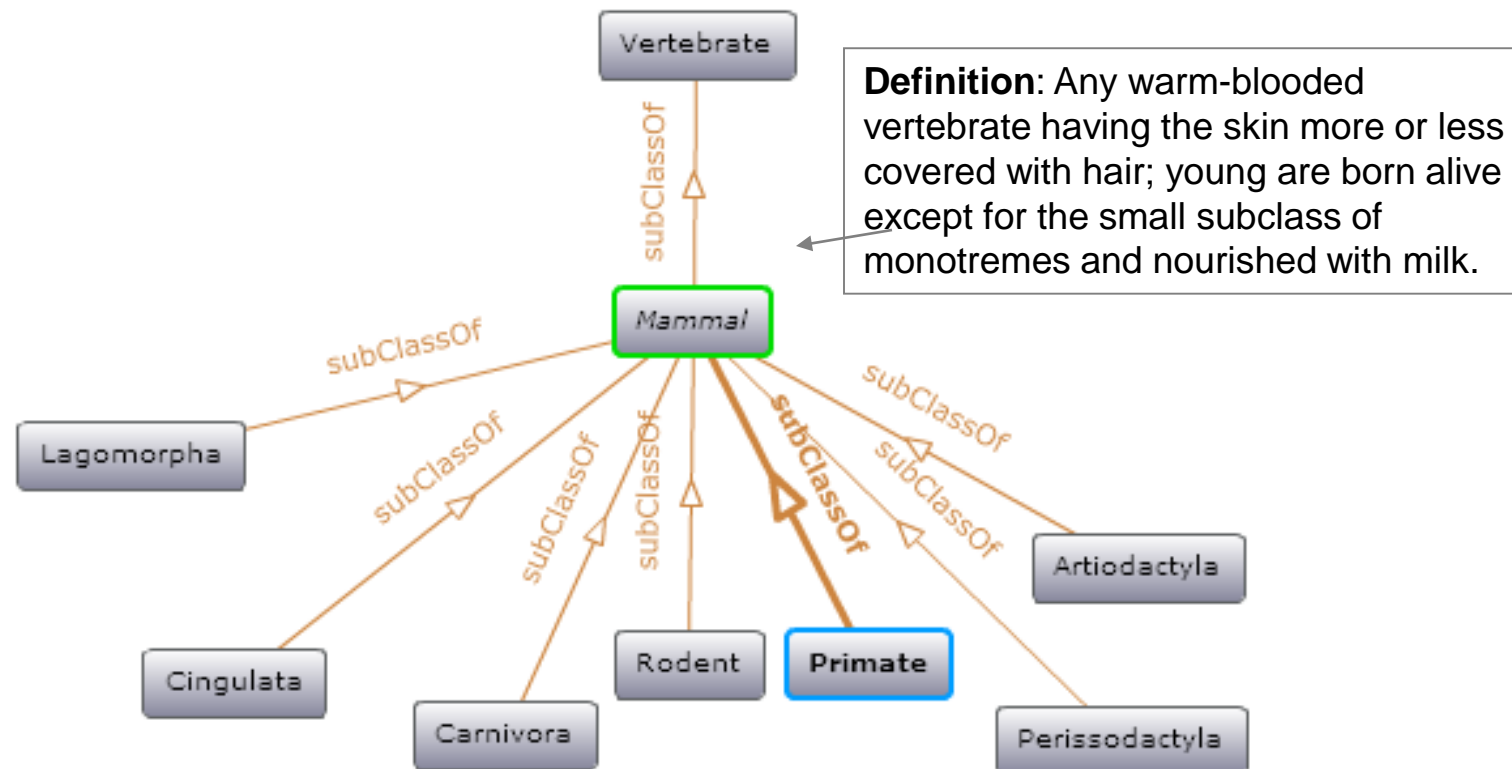 Vertebrate
Definition: Any warm-blooded
vertebrate having the skin more or less
covered with hair; young are born alive
except for the small subclass of
monotremes and nourished with milk.
subClassOf
Mammal
subClassOf
subClassOf
subClassOf
subClassOf
subClassOf
subClassOf
subClassOf
Lagomorpha
Artiodactyla
Cingulata
Rodent
Primate
Carnivora
Perissodactyla